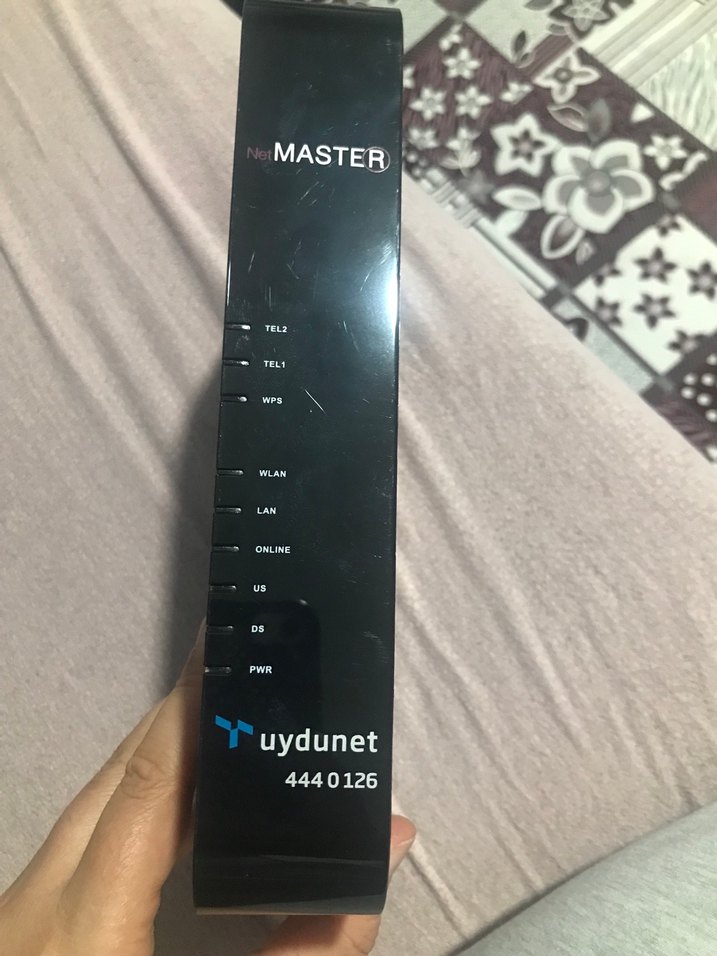 NetMASTER
TEL2
TEL1
WPS
WLAN
LAN
ONLINE
US
DS
PWR
uydunet
444 0 126